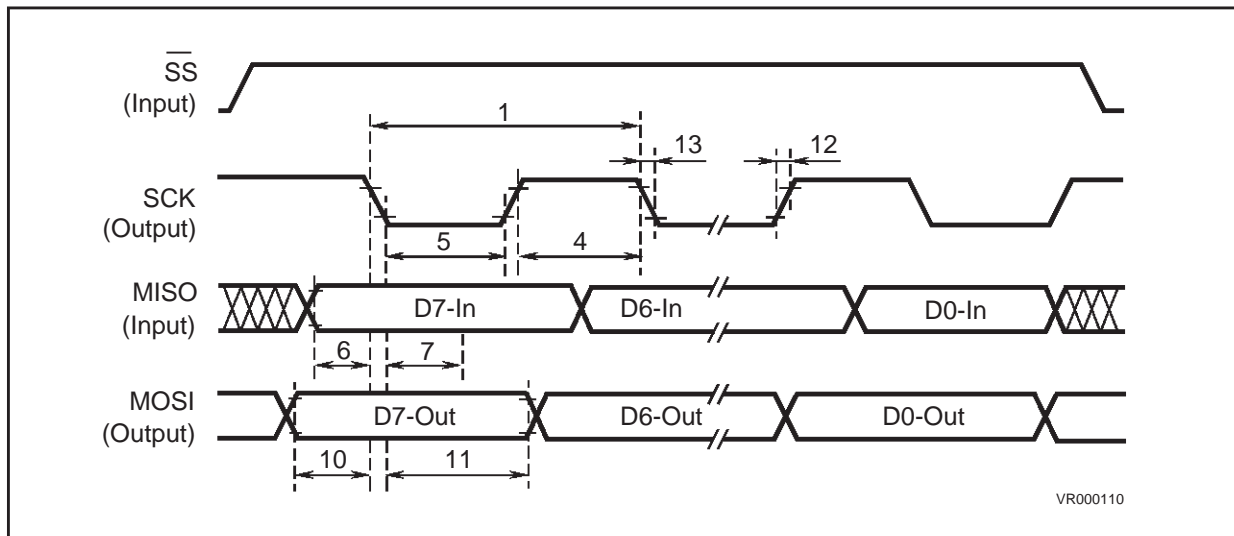 SS
(Input)
1
13
12
SCK
(Output)
5
4
MISO
(Input)
D7-In
D6-In
D0-In
6
7
MOSI
(Output)
D7-Out
D6-Out
D0-Out
10
11
VR000110